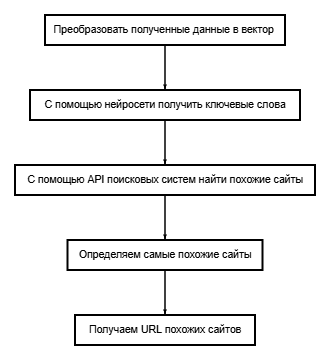 Преобразовать полученные данные в вектор
С помощью нейросети получить ключевые слова
С помощью API поисковых систем найти похожие сайты
Определяем самые похожие сайты
Получаем URL похожих сайтов